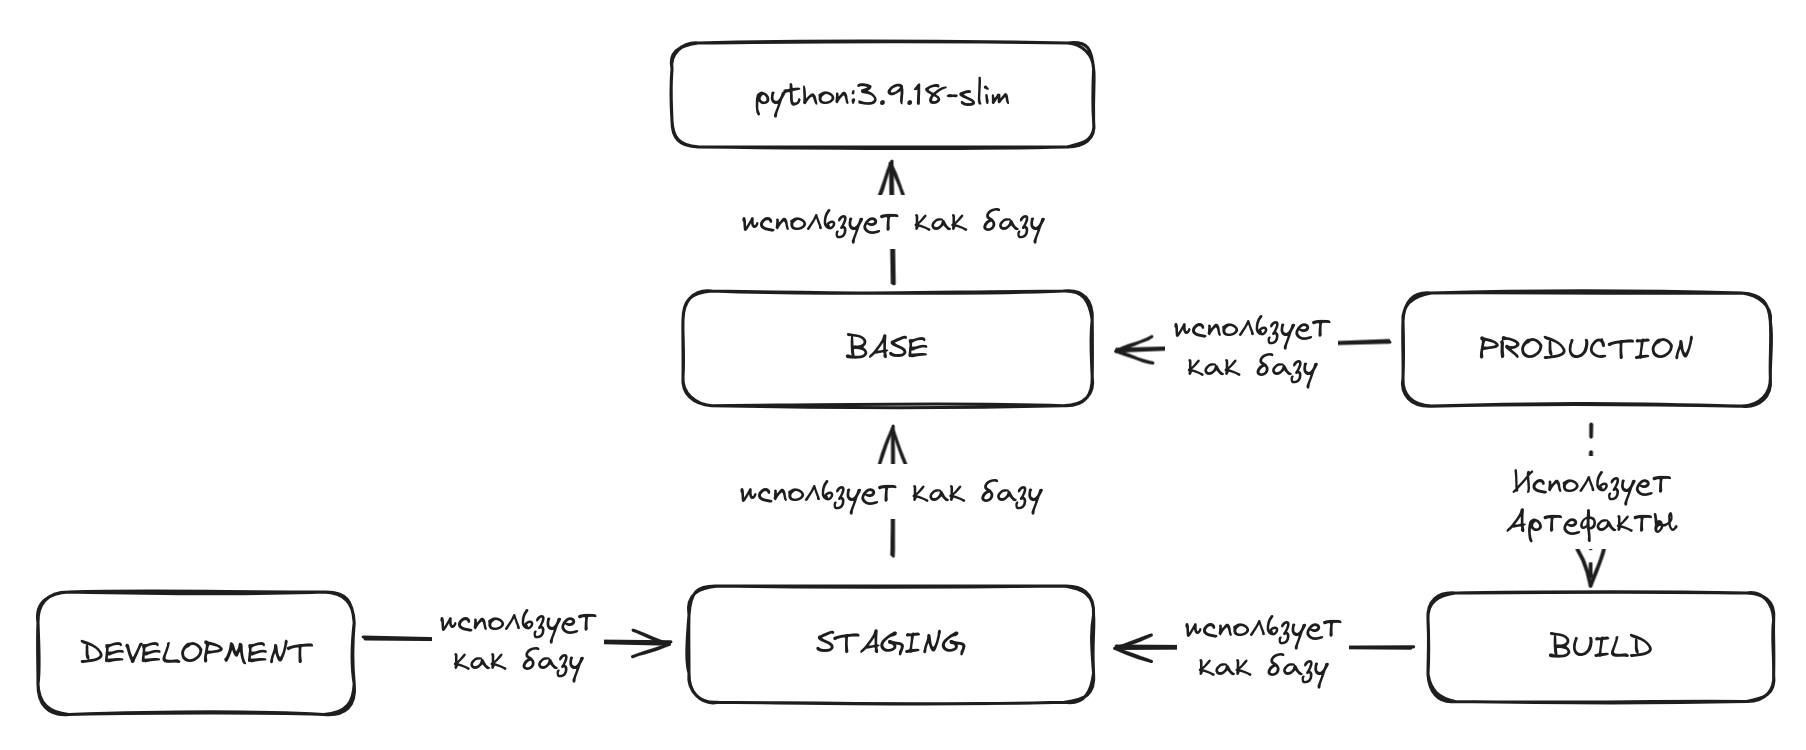 python:3.9.18-slim
использует как базу
BASE
использует
как базу
PRODUCTION
использует как базу
Использует
Артефакты
DEVELOPMENT
использует
как базу
STAGING
использует
как базу
BUILD